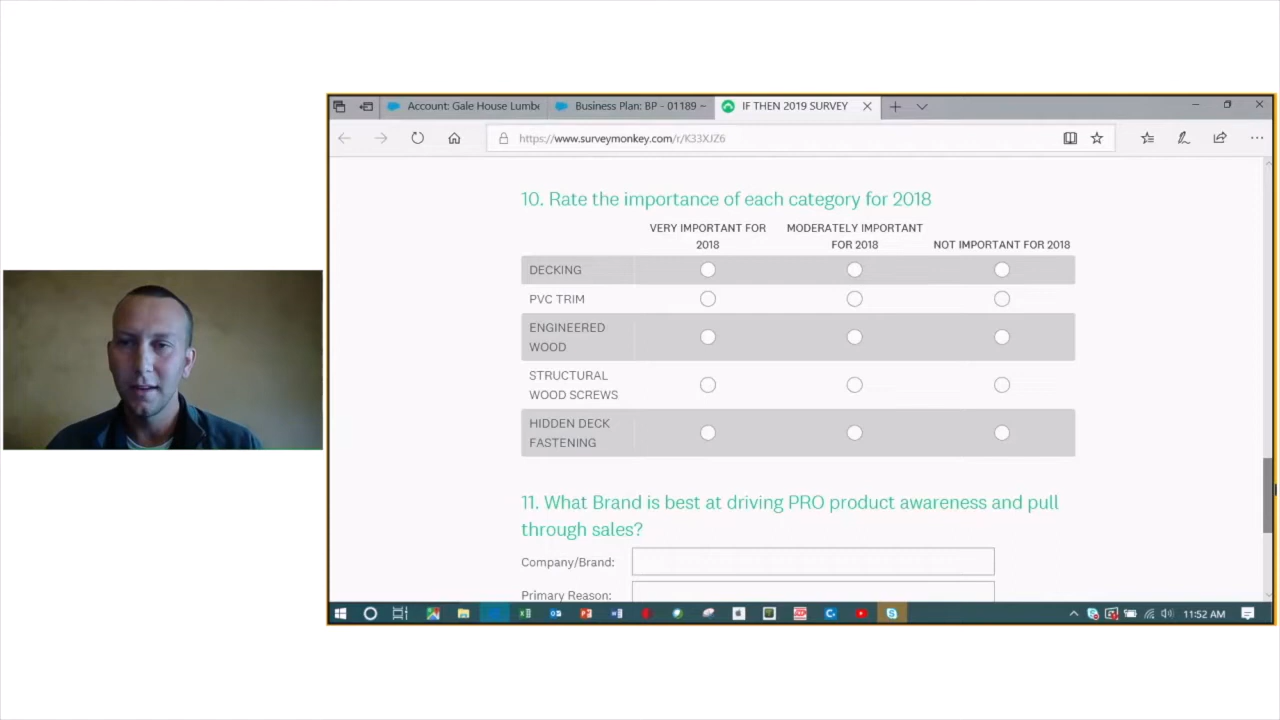 Account: Gale House Lumbe
Business Plan: BP - 01189 –
IF THEN 2019 SURVEY
https://www.surveymonkey.com/r/K33XJZ6
10. Rate the importance of each category for 2018
VERY IMPORTANT FOR
2018
MODERATELY IMPORTANT
FOR 2018
NOT IMPORTANT FOR 2018
DECKING
PVC TRIM
ENGINEERED
WOOD
STRUCTURAL
WOOD SCREWS
HIDDEN DECK
FASTENING
11. What Brand is best at driving PRO product awareness and pull
through sales?
Company/Brand:
Primary Reason:
11:52 AM